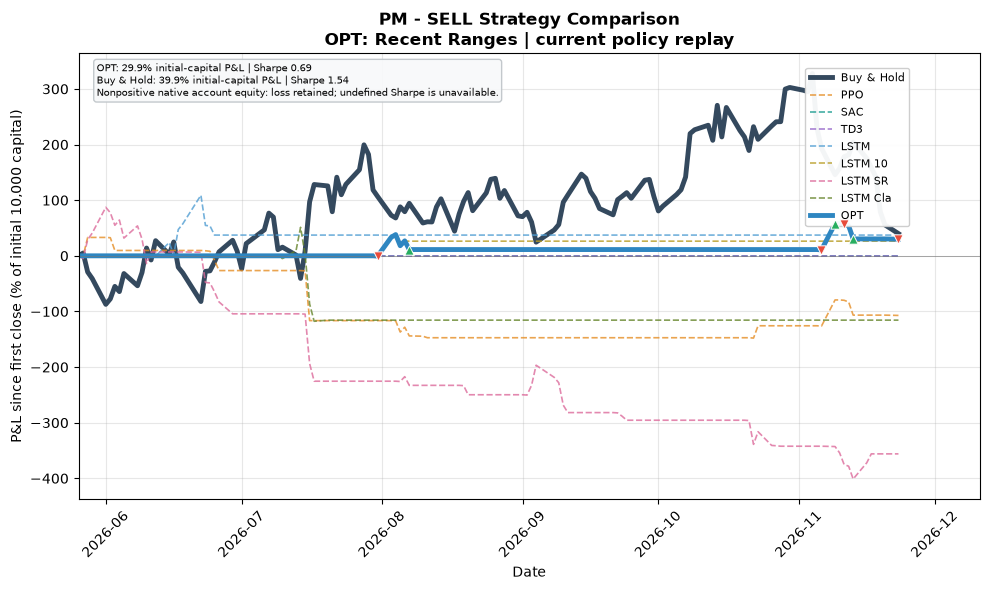 PM - SELL Strategy Comparison
OPT: Recent Ranges | current policy replay
OPT: 29.9% initial-capital P&L | Sharpe 0.69
Buy & Hold: 39.9% initial-capital P&L | Sharpe 1.54
Nonpositive native account equity: loss retained; undefined Sharpe is unavailable.
Buy & Hold
PPO
SAC
TD3
LSTM
LSTM 10
LSTM SR
LSTM Cla
OPT
P&L since first close (% of initial 10,000 capital)
300
200
100
0
−100
−200
−300
−400
2026-06
2026-07
2026-08
2026-09
2026-10
2026-11
2026-12
Date